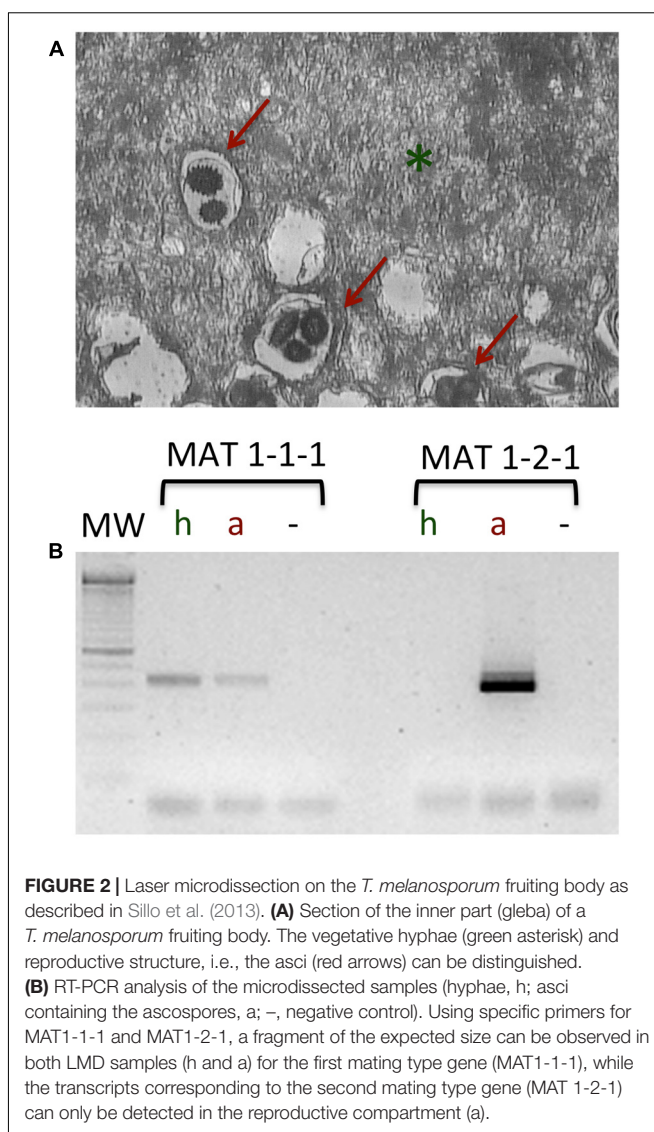 A
*
MAT 1-1-1 MAT 1-2-1
MW h a - h a -
B
FIGURE 2 | Laser microdissection on the T. melanosporum fruiting body as
described in Sillo et al. (2013). (A) Section of the inner part (gleba) of a
T. melanosporum fruiting body. The vegetative hyphae (green asterisk) and
reproductive structure, i.e., the asci (red arrows) can be distinguished.
(B) RT-PCR analysis of the microdissected samples (hyphae, h; asci
containing the ascospores, a; –, negative control). Using specific primers for
MAT1-1-1 and MAT1-2-1, a fragment of the expected size can be observed in
both LMD samples (h and a) for the first mating type gene (MAT1-1-1), while
the transcripts corresponding to the second mating type gene (MAT 1-2-1)
can only be detected in the reproductive compartment (a).